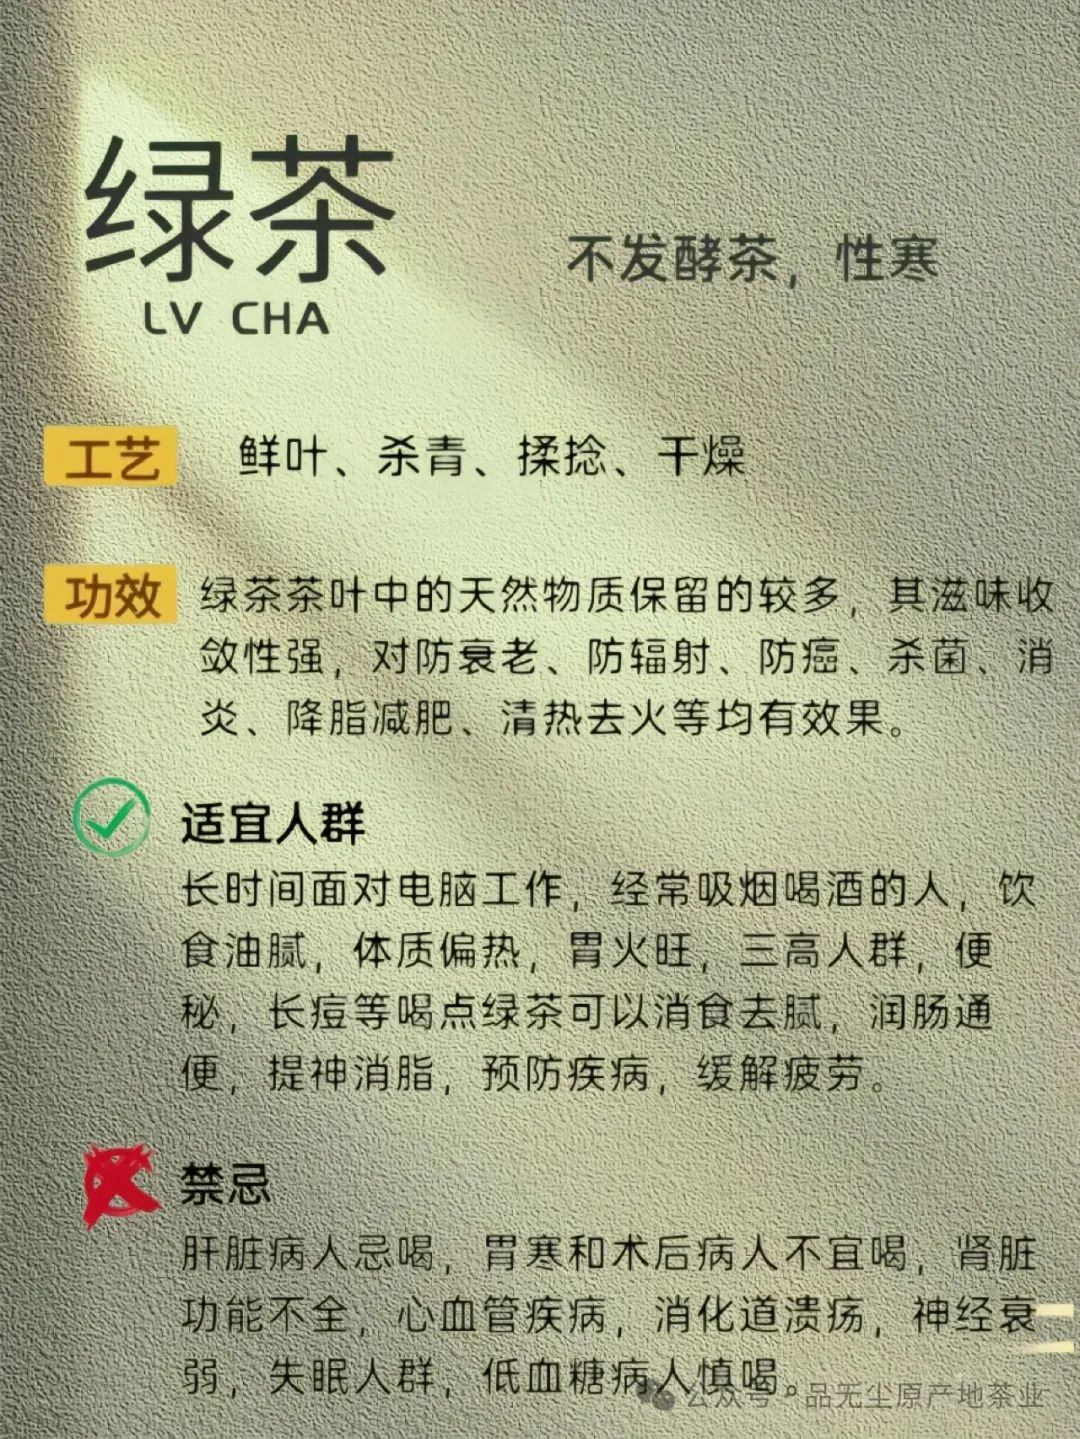 绿茶
LV CHA
不发酵茶，性寒
工艺
鲜叶、杀青、揉捻、干燥
功效
绿茶茶叶中的天然物质保留的较多，其滋味收
敛性强，对防衰老、防辐射、防癌、杀菌、消
炎、降脂减肥、清热去火等均有效果。
适宜人群
长时间面对电脑工作，经常吸烟喝酒的人，饮
食油腻，体质偏热，胃火旺，三高人群，便
秘，长痘等喝点绿茶可以消食去腻，润肠通
便，提神消脂，预防疾病，缓解疲劳。
禁忌
肝脏病人忌喝，胃寒和术后病人不宜喝，肾脏
功能不全，心血管疾病，消化道溃疡，神经衰
弱，失眠人群，低血糖病人慎喝。
公众号·品无尘原产地茶业